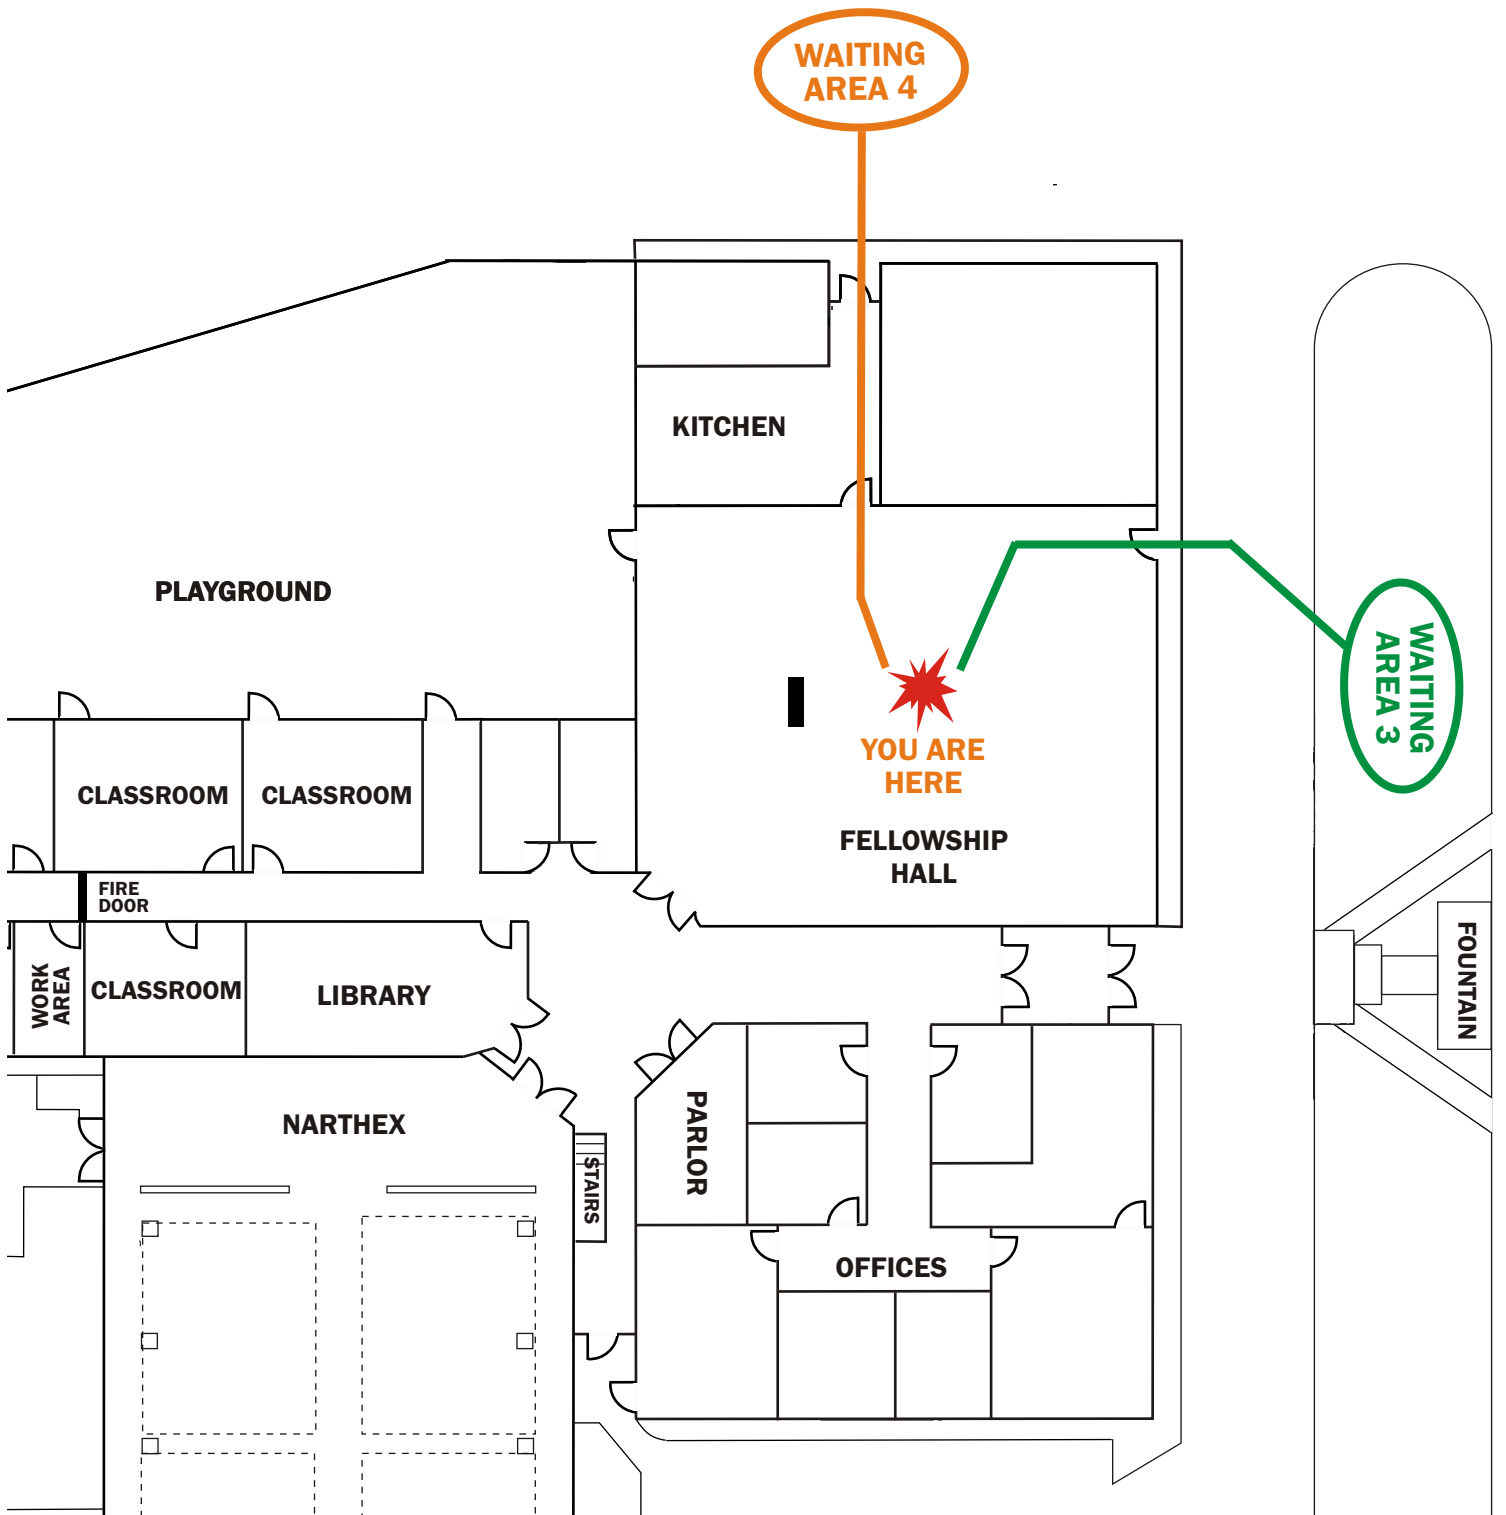 WAITING
AREA 4
KITCHEN
PLAYGROUND
WAITING
AREA 3
YOU ARE
HERE
CLASSROOM
CLASSROOM
FELLOWSHIP
HALL
FIRE
DOOR
WORK
AREA
CLASSROOM
LIBRARY
FOUNTAIN
NARTHEX
PARLOR
STAIRS
OFFICES